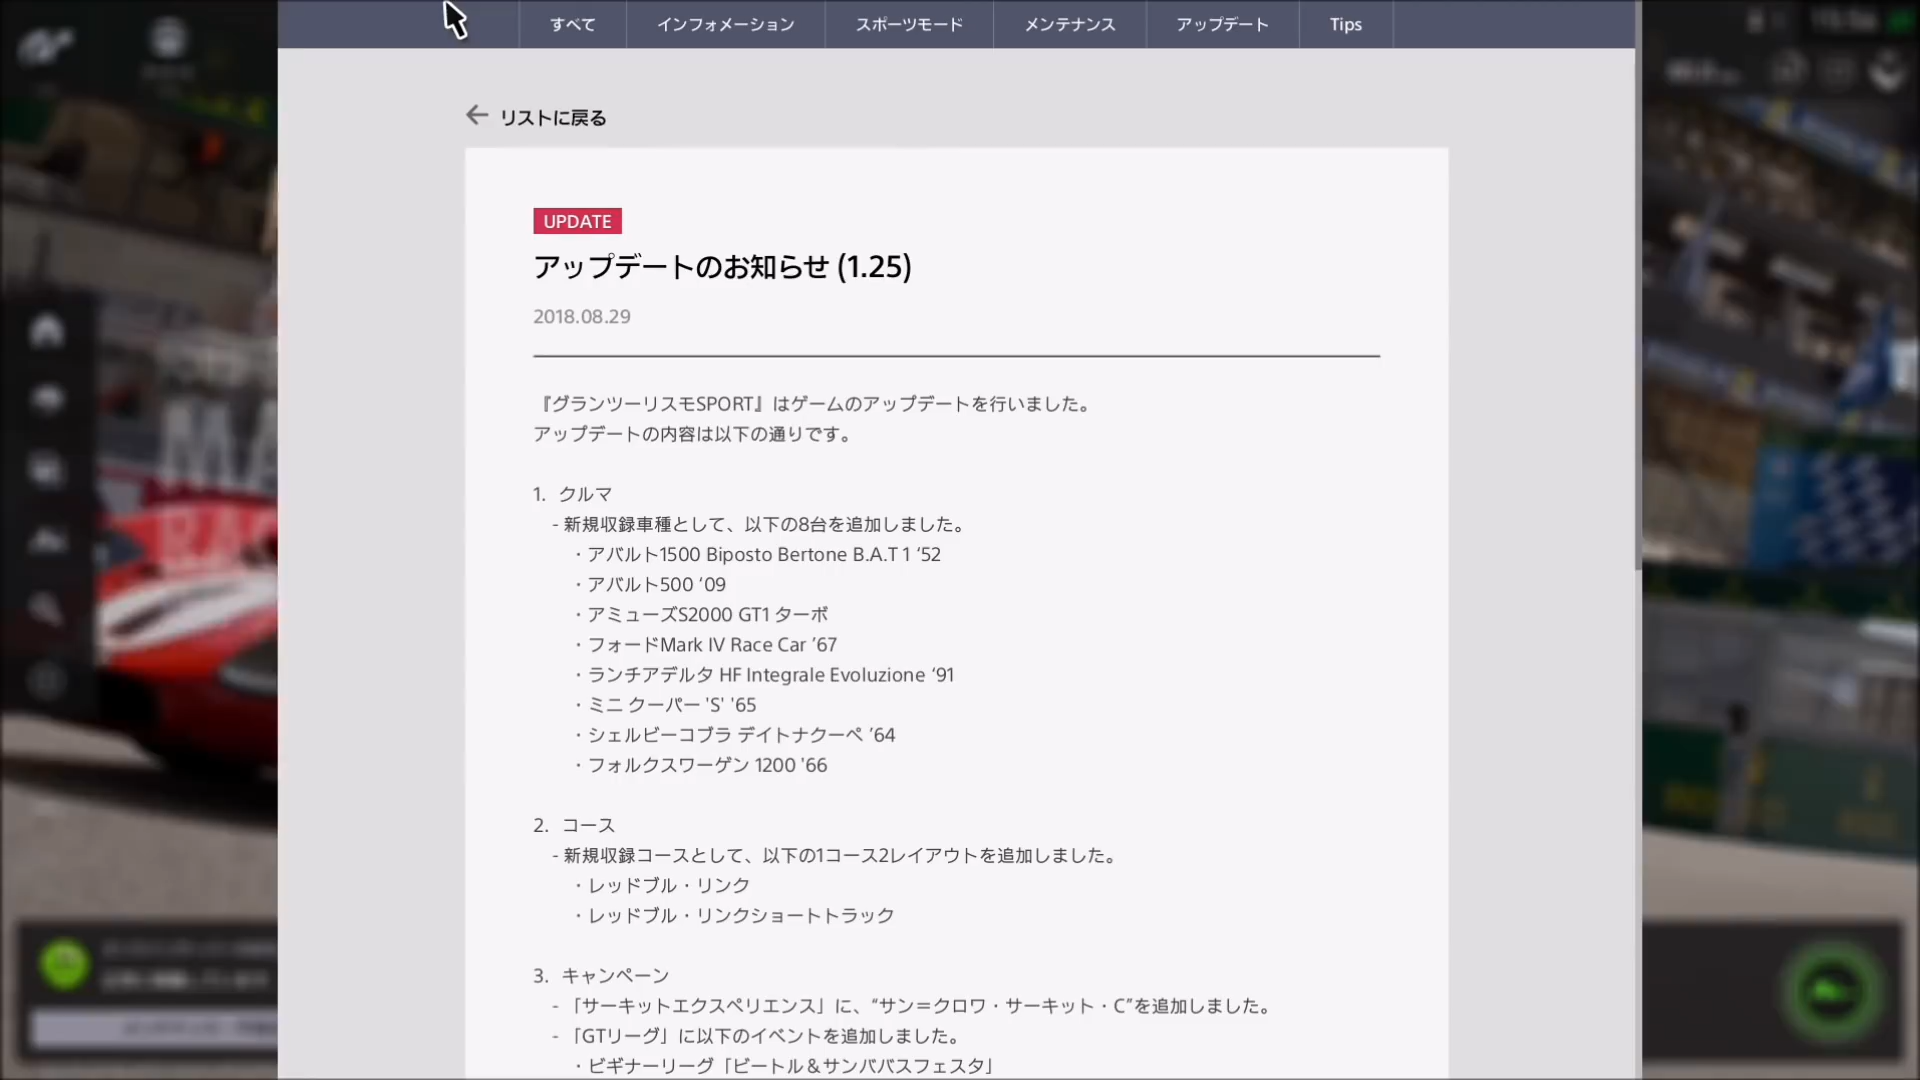 すべて
インフォメーション
スポーツモード
メンテナンス
アップデート
Tips
リストに戻る
UPDATE
アップデートのお知らせ (1.25)
2018.08.29
『グランツーリスモSPORT』はゲームのアップデートを行いました。
アップデートの内容は以下の通りです。
1. クルマ
- 新規収録車種として、以下の8台を追加しました。
・アバルト1500 Biposto Bertone B.A.T 1 ‘52
・アバルト500 ‘09
・アミューズS2000 GT1 ターボ
・フォードMark IV Race Car ’67
・ランチアデルタ HF Integrale Evoluzione ‘91
・ミニ クーパー 'S' '65
・シェルビーコブラ デイトナクーペ ’64
・フォルクスワーゲン 1200 '66
2. コース
- 新規収録コースとして、以下の1コース2レイアウトを追加しました。
・レッドブル・リンク
・レッドブル・リンクショートトラック
3. キャンペーン
- 「サーキットエクスペリエンス」に、“サン＝クロワ・サーキット・C”を追加しました。
- 「GTリーグ」に以下のイベントを追加しました。
・ビギナーリーグ「ビートル＆サンババスフェスタ」